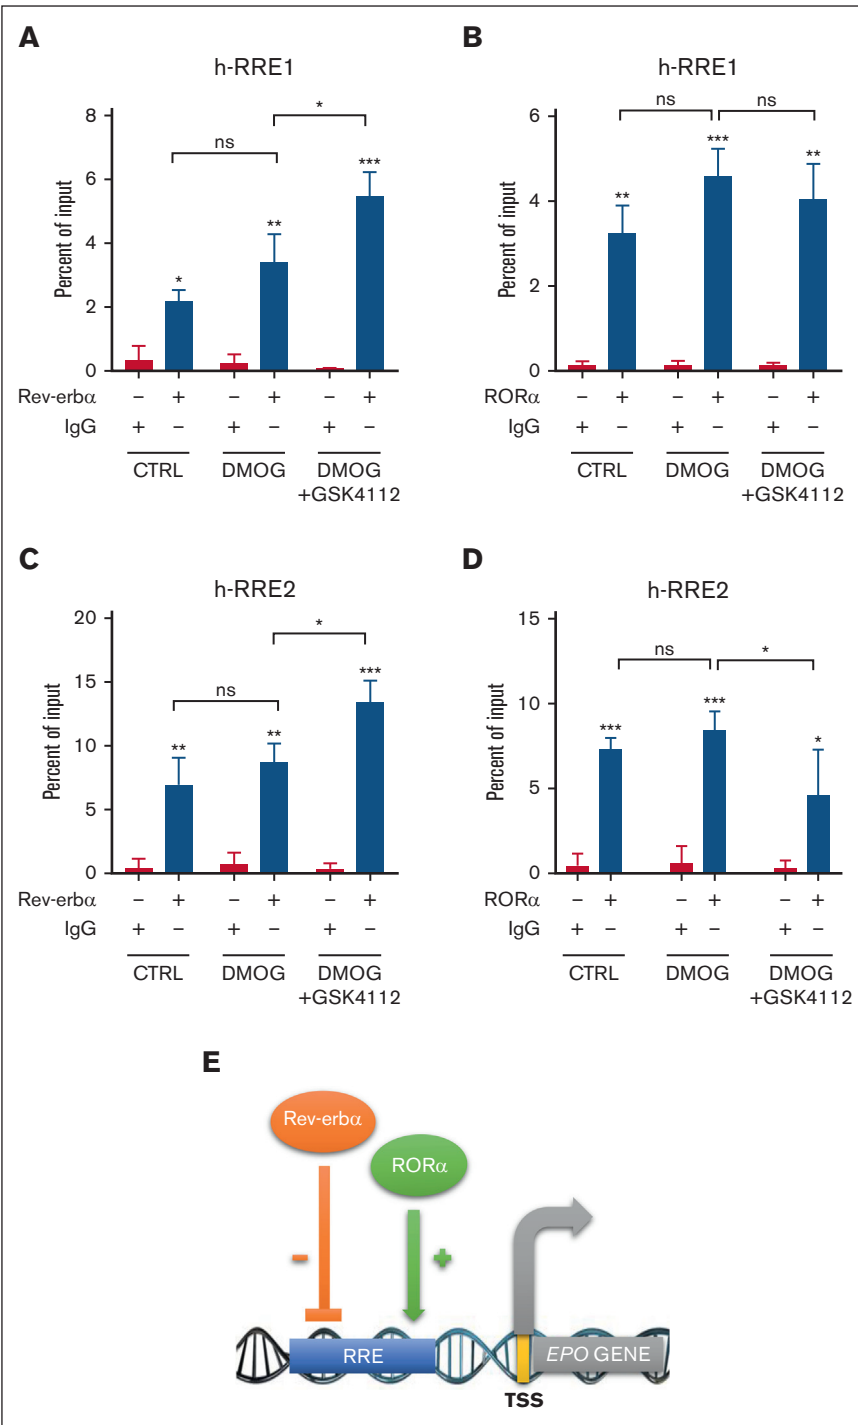 A
h-RRE1
Percent of input
8
6
4
2
0
ns
*
*
**
***
Rev-erbα − + − + − +
IgG + − + − + −
CTRL DMOG DMOG
+GSK4112
B
h-RRE1
Percent of input
6
4
2
0
ns ns
**
***
**
RORα − + − + − +
IgG + − + − + −
CTRL DMOG DMOG
+GSK4112
C
h-RRE2
Percent of input
20
15
10
5
0
ns
*
**
**
***
Rev-erbα − + − + − +
IgG + − + − + −
CTRL DMOG DMOG
+GSK4112
D
h-RRE2
Percent of input
15
10
5
0
ns *
***
***
*
RORα − + − + − +
IgG + − + − + −
CTRL DMOG DMOG
+GSK4112
E
Rev-erbα
RORα
− +
RRE
EPO GENE
TSS